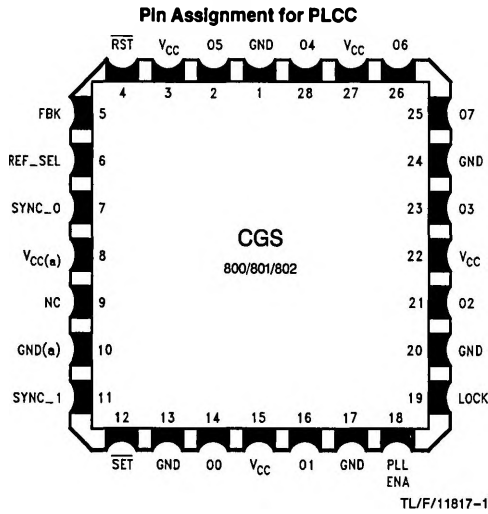 Pin Assignment for PLCC
RST VCC O5 GND O4 VCC O6
4 3 2 1 28 27 26
FBK 5 25 O7
REF_SEL 6 24 GND
SYNC_0 7 23 O3
CGS
VCC(a) 8 800/801/802 22 VCC
NC 9 21 O2
GND(a) 10 20 GND
SYNC_1 11 19 LOCK
12 13 14 15 16 17 18
SET GND O0 VCC O1 GND PLL
ENA
TL/F/11817-1